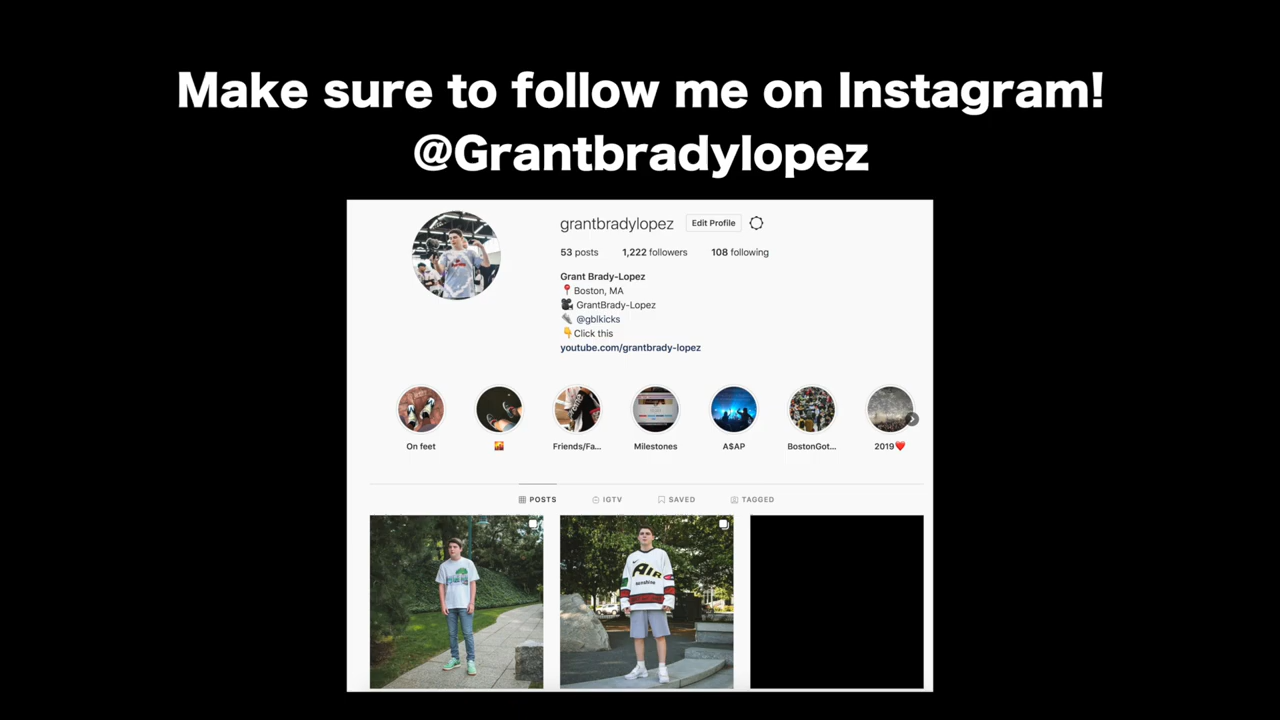 Make sure to follow me on Instagram!
@Grantbradylopez
grantbradylopez Edit Profile
53 posts 1,222 followers 108 following
Grant Brady-Lopez
📍Boston, MA
🎥 GrantBrady-Lopez
🗞 @gblkicks
👇Click this
youtube.com/grantbrady-lopez
On feet
🌇
Friends/Fa...
Milestones
A$AP
BostonGot...
2019❤️
POSTS IGTV SAVED TAGGED
AIR